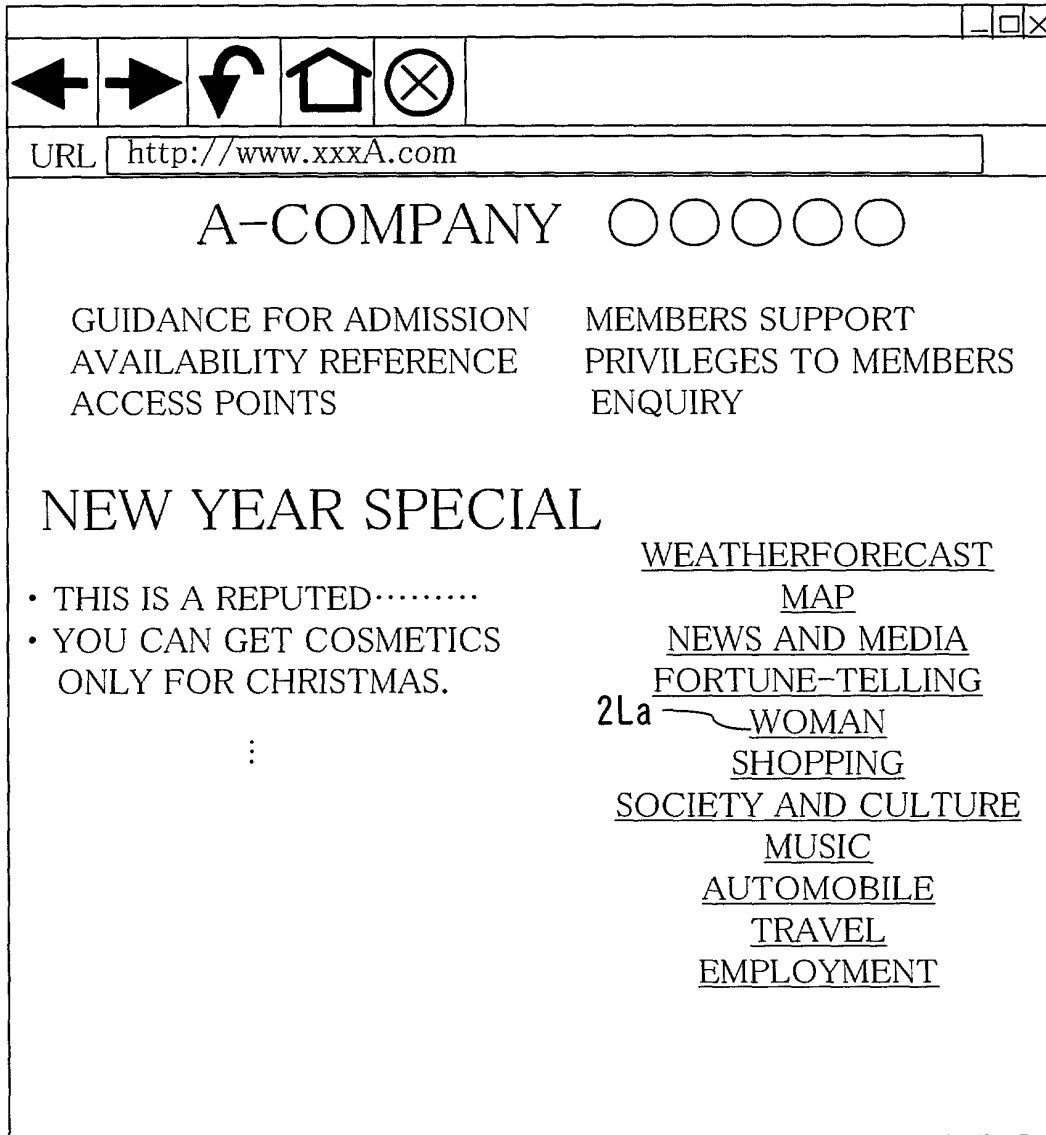 URL http://www.xxxA.com
A-COMPANY ○○○○○
GUIDANCE FOR ADMISSION
AVAILABILITY REFERENCE
ACCESS POINTS
MEMBERS SUPPORT
PRIVILEGES TO MEMBERS
ENQUIRY
NEW YEAR SPECIAL
・THIS IS A REPUTED·········
・YOU CAN GET COSMETICS
ONLY FOR CHRISTMAS.
⋮
WEATHERFORECAST
MAP
NEWS AND MEDIA
FORTUNE-TELLING
2La WOMAN
SHOPPING
SOCIETY AND CULTURE
MUSIC
AUTOMOBILE
TRAVEL
EMPLOYMENT